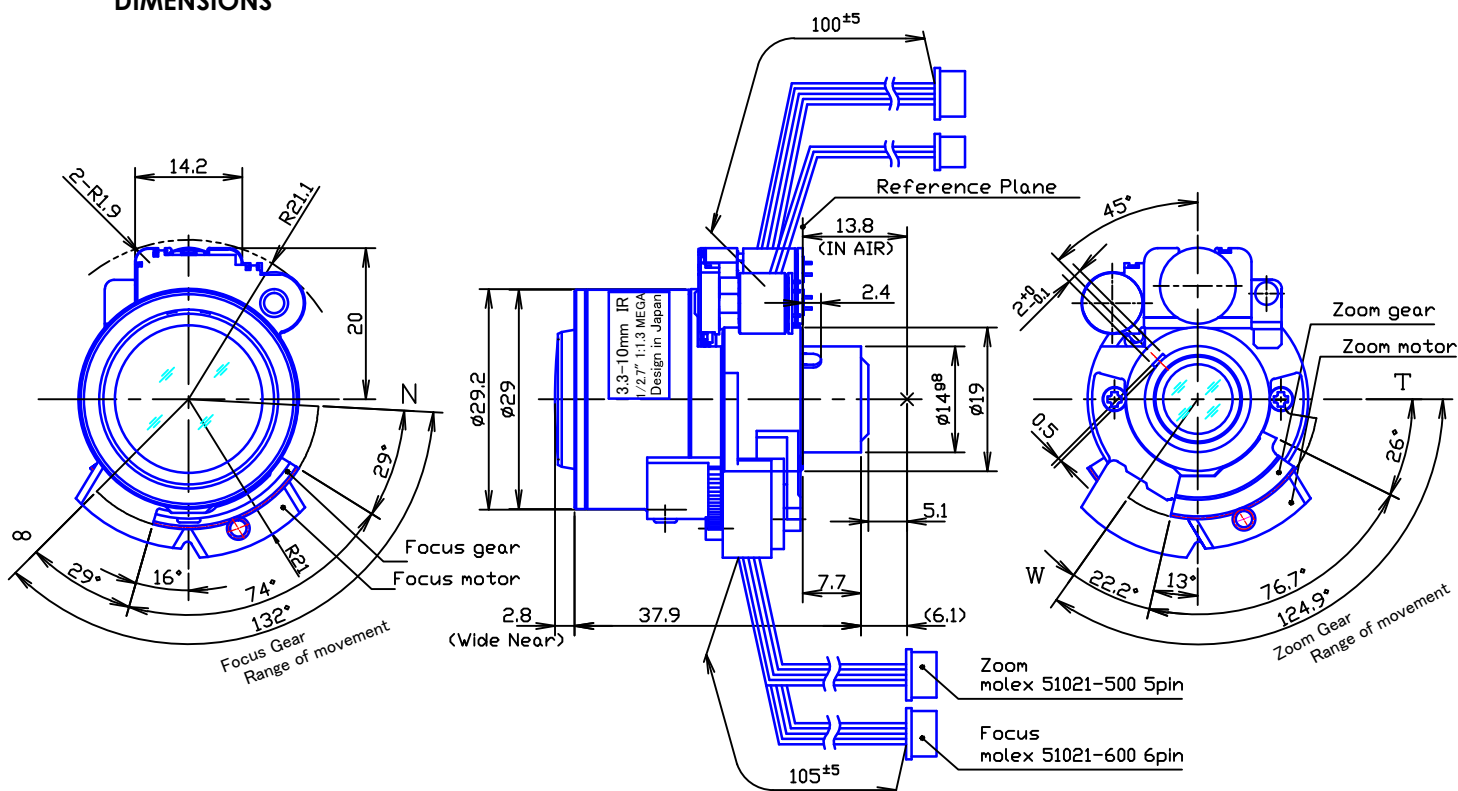 DIMENSIONS
100±5
14.2
2-R1.9
R21.1
20
N
29°
R21
Focus gear
Focus motor
∞
29°
16°
74°
132°
Focus Gear
Range of movement
Reference Plane
13.8
(IN AIR)
2.4
3.3-10mm IR
1/2.7" 1:1.3 MEGA
Design in Japan
ø29.2
ø29
ø14g8
ø19
5.1
7.7
2.8
(Wide Near)
37.9
(6.1)
Zoom
molex 51021-500 5pin
Focus
molex 51021-600 6pin
105±5
45°
2+0-0.1
Zoom gear
Zoom motor
T
0.5
26°
W
22.2°
13°
76.7°
124.9°
Zoom Gear
Range of movement